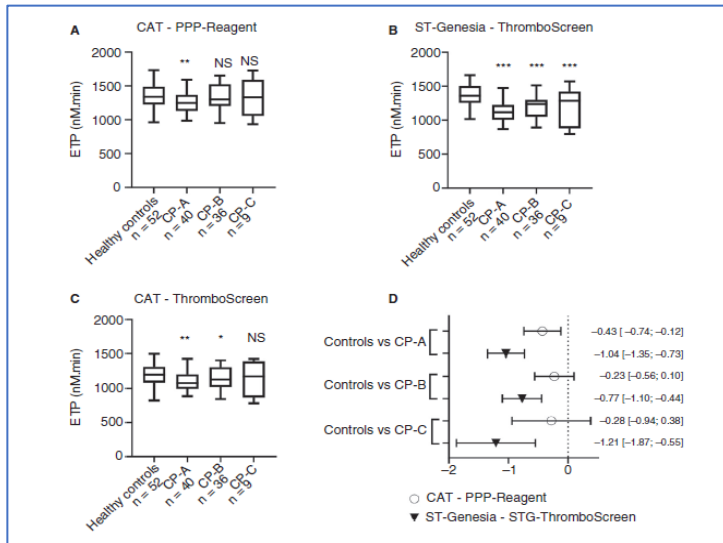 A
CAT - PPP-Reagent
ETP (nM.min)
2000
1500
1000
500
0
**
NS
NS
Healthy controls
n = 52
CP-A
n = 40
CP-B
n = 36
CP-C
n = 9
B
ST-Genesia - ThromboScreen
ETP (nM.min)
2000
1500
1000
500
0
***
***
***
Healthy controls
n = 52
CP-A
n = 40
CP-B
n = 36
CP-C
n = 9
C
CAT - ThromboScreen
ETP (nM.min)
2000
1500
1000
500
0
**
*
NS
Healthy controls
n = 52
CP-A
n = 40
CP-B
n = 36
CP-C
n = 9
D
Controls vs CP-A
−0.43 [ −0.74; −0.12]
−1.04 [−1.35; −0.73]
Controls vs CP-B
−0.23 [−0.56; 0.10]
−0.77 [−1.10; −0.44]
Controls vs CP-C
−0.28 [−0.94; 0.38]
−1.21 [−1.87; −0.55]
−2
−1
0
CAT - PPP-Reagent
ST-Genesia - STG-ThromboScreen